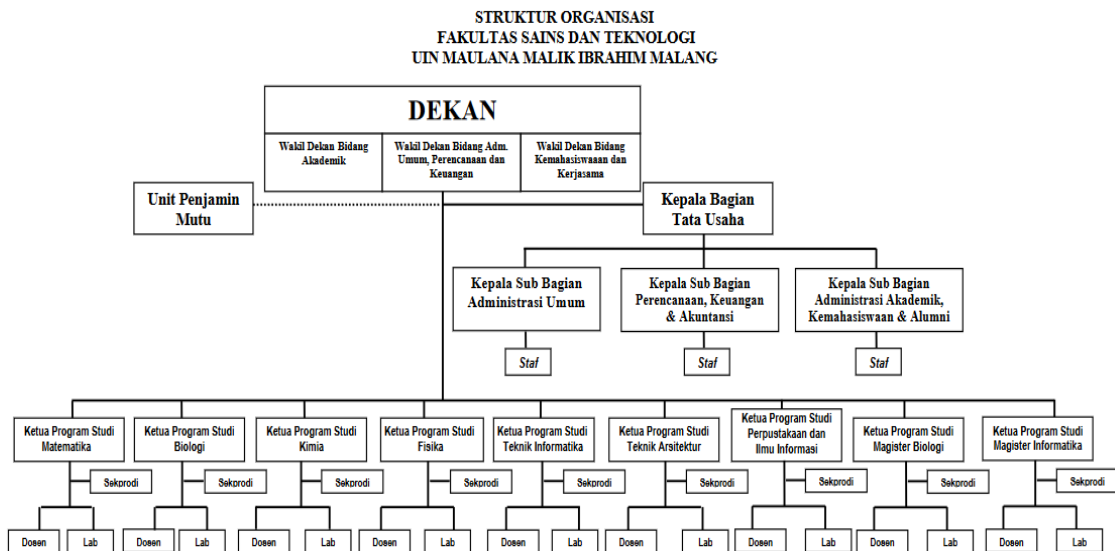 STRUKTUR ORGANISASI
FAKULTAS SAINS DAN TEKNOLOGI
UIN MAULANA MALIK IBRAHIM MALANG
DEKAN
Wakil Dekan Bidang
Akademik
Wakil Dekan Bidang Adm.
Umum, Perencanaan dan
Keuangan
Wakil Dekan Bidang
Kemahasiswaaan dan
Kerjasama
Unit Penjamin
Mutu
Kepala Bagian
Tata Usaha
Kepala Sub Bagian
Administrasi Umum
Kepala Sub Bagian
Perencanaan, Keuangan
& Akuntansi
Kepala Sub Bagian
Administrasi Akademik,
Kemahasiswaan & Alumni
Staf
Staf
Staf
Ketua Program Studi
Matematika
Ketua Program Studi
Biologi
Ketua Program Studi
Kimia
Ketua Program Studi
Fisika
Ketua Program Studi
Teknik Informatika
Ketua Program Studi
Teknik Arsitektur
Ketua Program Studi
Perpustakaan dan
Ilmu Informasi
Ketua Program Studi
Magister Biologi
Ketua Program Studi
Magister Informatika
Sekprodi
Sekprodi
Sekprodi
Sekprodi
Sekprodi
Sekprodi
Sekprodi
Sekprodi
Sekprodi
Dosen
Lab
Dosen
Lab
Dosen
Lab
Dosen
Lab
Dosen
Lab
Dosen
Lab
Dosen
Lab
Dosen
Lab
Dosen
Lab